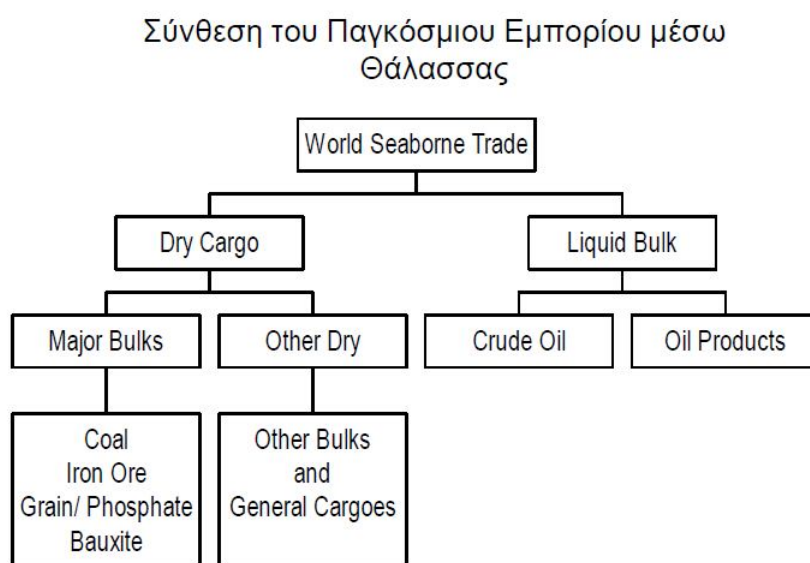 Σύνθεση του Παγκόσμιου Εμπορίου μέσω
Θάλασσας
World Seaborne Trade
Dry Cargo
Liquid Bulk
Major Bulks
Other Dry
Crude Oil
Oil Products
Coal
Iron Ore
Grain/ Phosphate
Bauxite
Other Bulks
and
General Cargoes